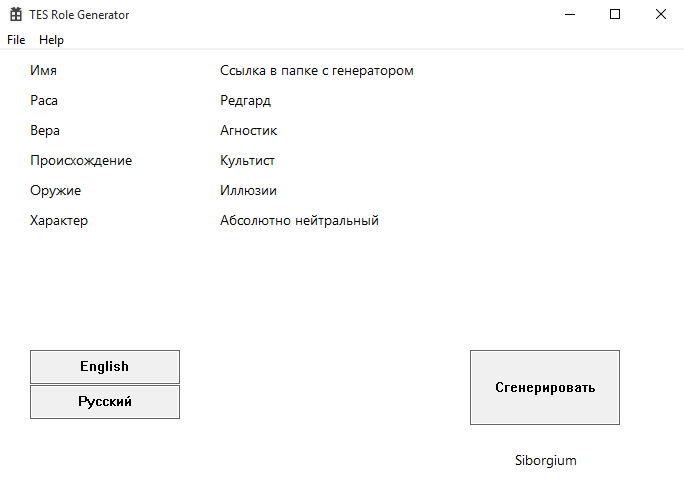 TES Role Generator
File Help
Имя Ссылка в папке с генератором
Раса Редгард
Вера Агностик
Происхождение Культист
Оружие Иллюзии
Характер Абсолютно нейтральный
English
Русский
Сгенерировать
Siborgium